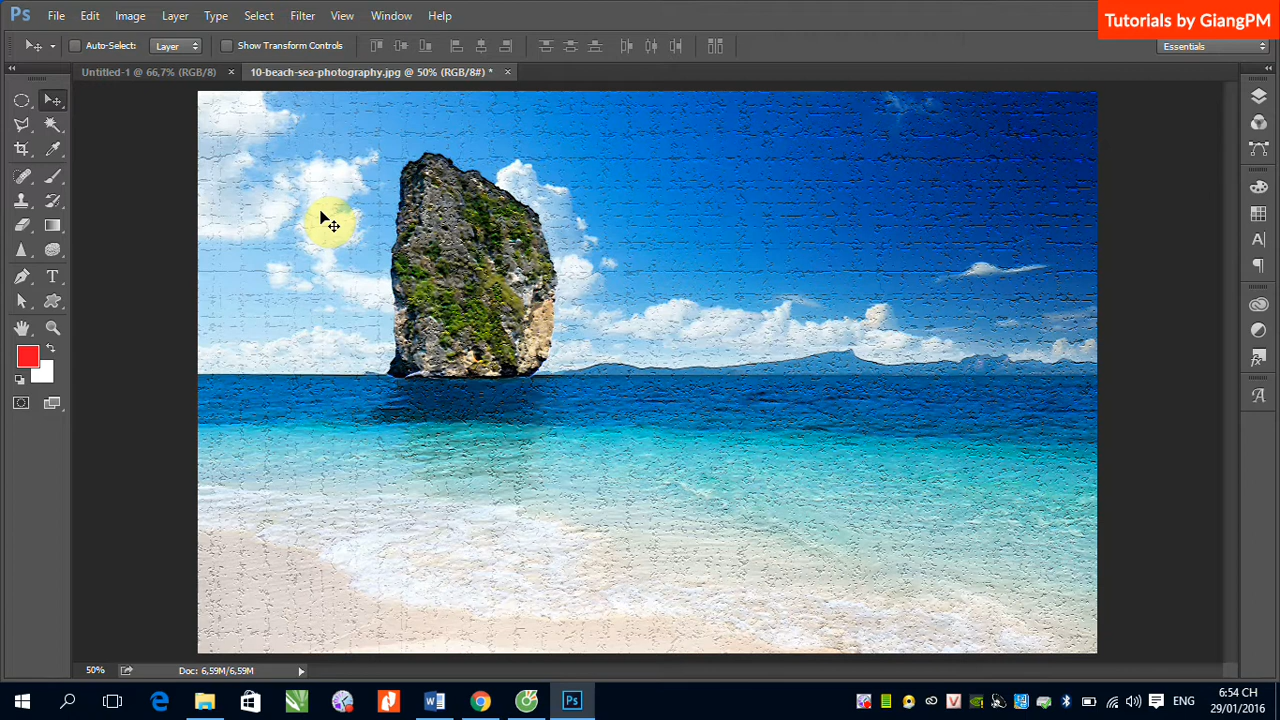 Ps File Edit Image Layer Type Select Filter View Window Help
Tutorials by GiangPM
Auto-Select: Layer Show Transform Controls
Essentials
Untitled-1 @ 66,7% (RGB/8) × 10-beach-sea-photography.jpg @ 50% (RGB/8#) * ×
50% Doc: 6,59M/6,59M
ENG
6:54 CH
29/01/2016